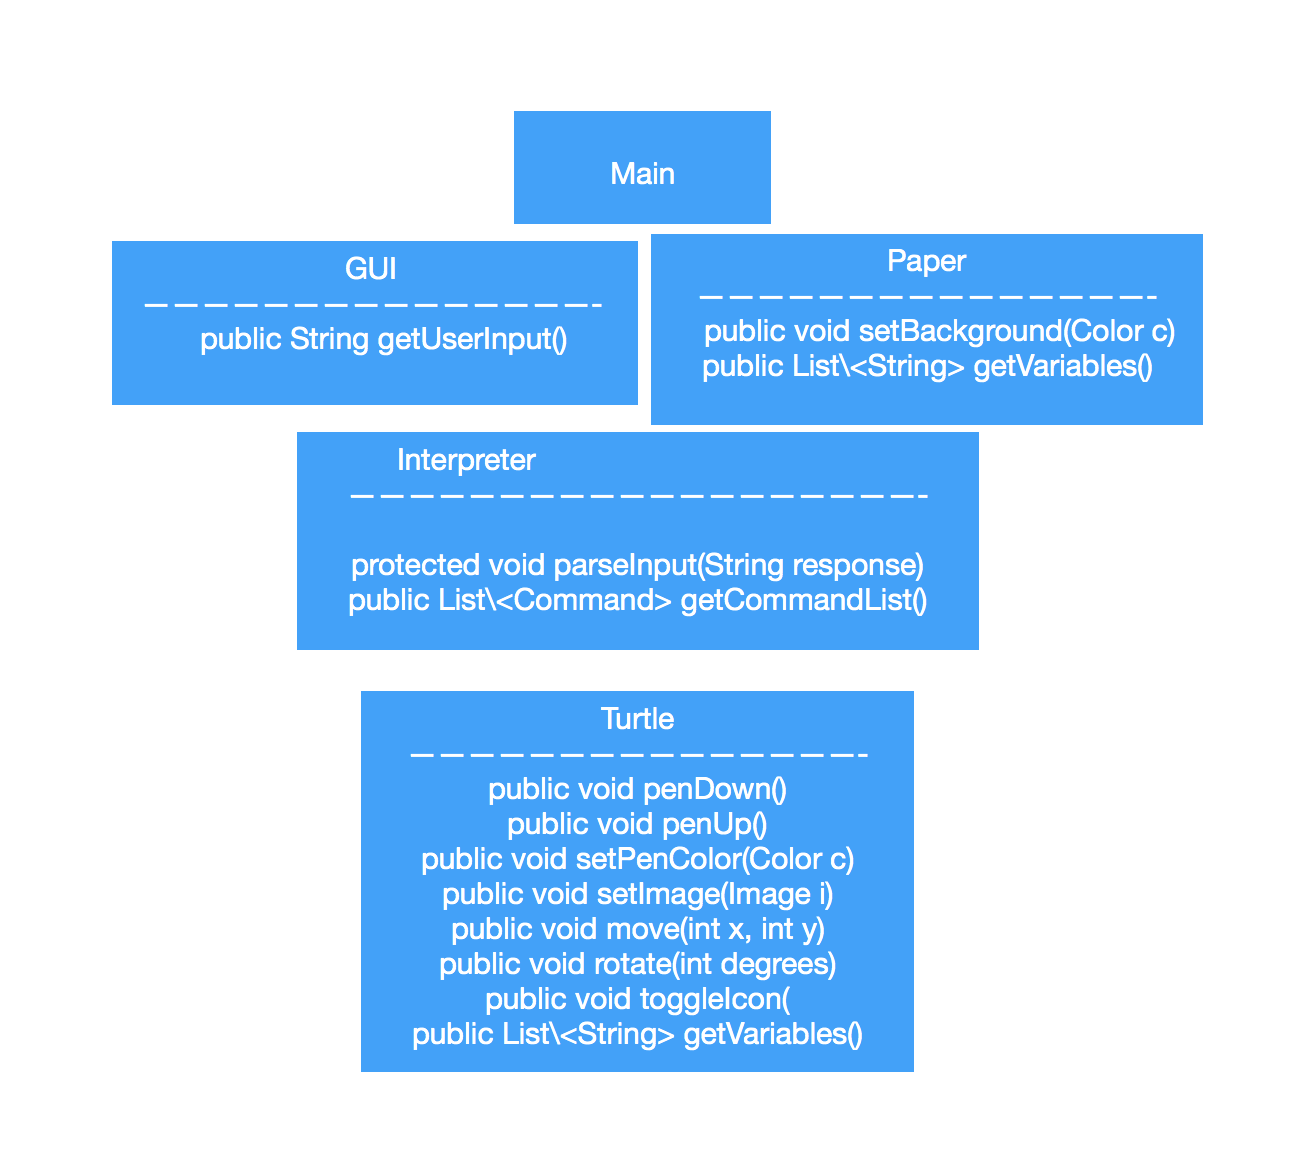 Main
GUI
— — — — — — — — — — — — — — —-
public String getUserInput()
Paper
— — — — — — — — — — — — — — —-
public void setBackground(Color c)
public List\<String> getVariables()
Interpreter
— — — — — — — — — — — — — — — — — — —-
protected void parseInput(String response)
public List\<Command> getCommandList()
Turtle
— — — — — — — — — — — — — — —-
public void penDown()
public void penUp()
public void setPenColor(Color c)
public void setImage(Image i)
public void move(int x, int y)
public void rotate(int degrees)
public void toggleIcon(
public List\<String> getVariables()